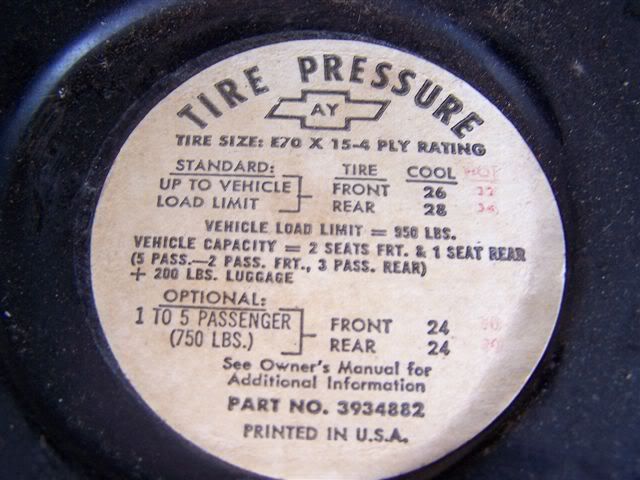 TIRE PRESSURE
AY
TIRE SIZE: E70 X 15-4 PLY RATING
STANDARD: TIRE COOL HOT
UP TO VEHICLE LOAD LIMIT
FRONT 26
REAR 28
VEHICLE LOAD LIMIT = 950 LBS.
VEHICLE CAPACITY = 2 SEATS FRT. & 1 SEAT REAR
(5 PASS.—2 PASS. FRT., 3 PASS. REAR)
+ 200 LBS. LUGGAGE
OPTIONAL:
1 TO 5 PASSENGER
(750 LBS.)
FRONT 24
REAR 24
See Owner's Manual for
Additional Information
PART NO. 3934882
PRINTED IN U.S.A.